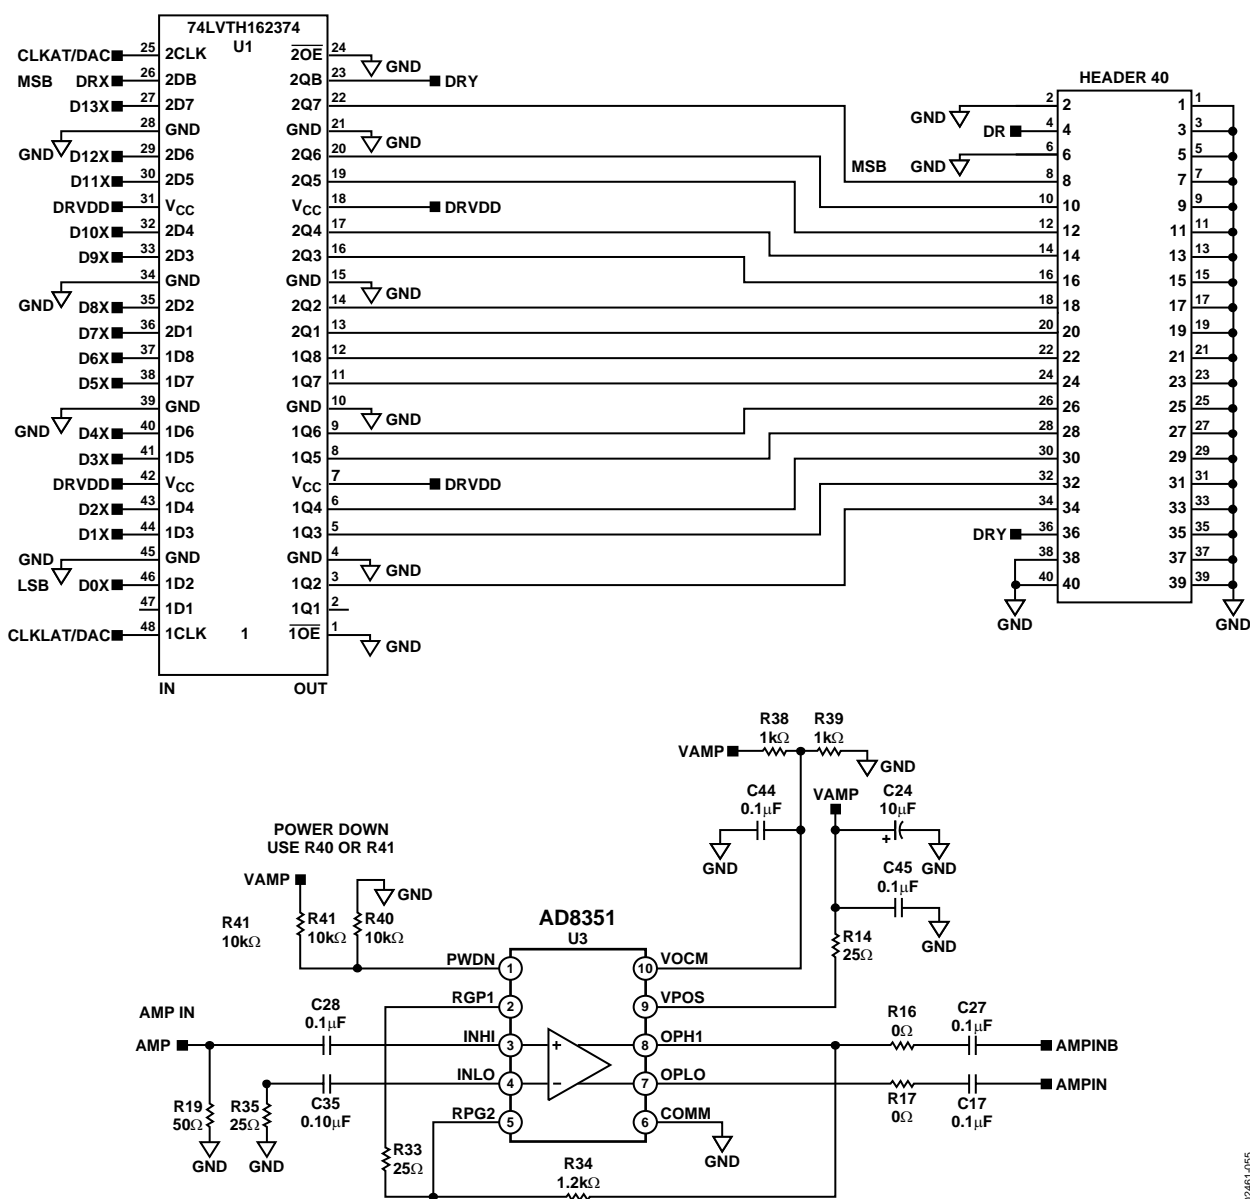 74LVTH162374
U1
CLKAT/DAC 25 2CLK 2OE 24 GND
MSB DRX 26 2DB 2QB 23 DRY
D13X 27 2D7 2Q7 22
GND 28 GND GND 21 GND
D12X 29 2D6 2Q6 20
D11X 30 2D5 2Q5 19
DRVDD 31 VCC VCC 18 DRVDD
D10X 32 2D4 2Q4 17
D9X 33 2D3 2Q3 16
GND 34 GND GND 15 GND
D8X 35 2D2 2Q2 14
D7X 36 2D1 2Q1 13
D6X 37 1D8 1Q8 12
D5X 38 1D7 1Q7 11
GND 39 GND GND 10 GND
D4X 40 1D6 1Q6 9
D3X 41 1D5 1Q5 8
DRVDD 42 VCC VCC 7 DRVDD
D2X 43 1D4 1Q4 6
D1X 44 1D3 1Q3 5
GND 45 GND GND 4 GND
LSB D0X 46 1D2 1Q2 3
47 1D1 1Q1 2
CLKLAT/DAC 48 1CLK 1 1OE 1 GND
IN OUT
HEADER 40
GND 2 2 1 1
DR 4 4 3 3
MSB GND 6 6 5 5
8 8 7 7
10 10 9 9
12 12 11 11
14 14 13 13
16 16 15 15
18 18 17 17
20 20 19 19
22 22 21 21
24 24 23 23
26 26 25 25
28 28 27 27
30 30 29 29
32 32 31 31
34 34 33 33
DRY 36 36 35 35
38 38 37 37
40 40 39 39
GND GND
R38 R39
1kΩ 1kΩ
VAMP GND
C44
0.1μF
GND
VAMP
C24
10μF
+
GND
C45
0.1μF
GND
R14
25Ω
POWER DOWN
USE R40 OR R41
VAMP GND
R41
10kΩ
R41
10kΩ
R40
10kΩ
AD8351
U3
PWDN 1 10 VOCM
RGP1 2 9 VPOS
INHI 3 + 8 OPH1
INLO 4 – 7 OPLO
RPG2 5 6 COMM
GND
AMP IN
AMP
C28
0.1μF
C35
0.10μF
R19
50Ω
GND
R35
25Ω
GND
R33
25Ω
R34
1.2kΩ
R16
0Ω
C27
0.1μF
AMPINB
R17
0Ω
C17
0.1μF
AMPIN
02461-055